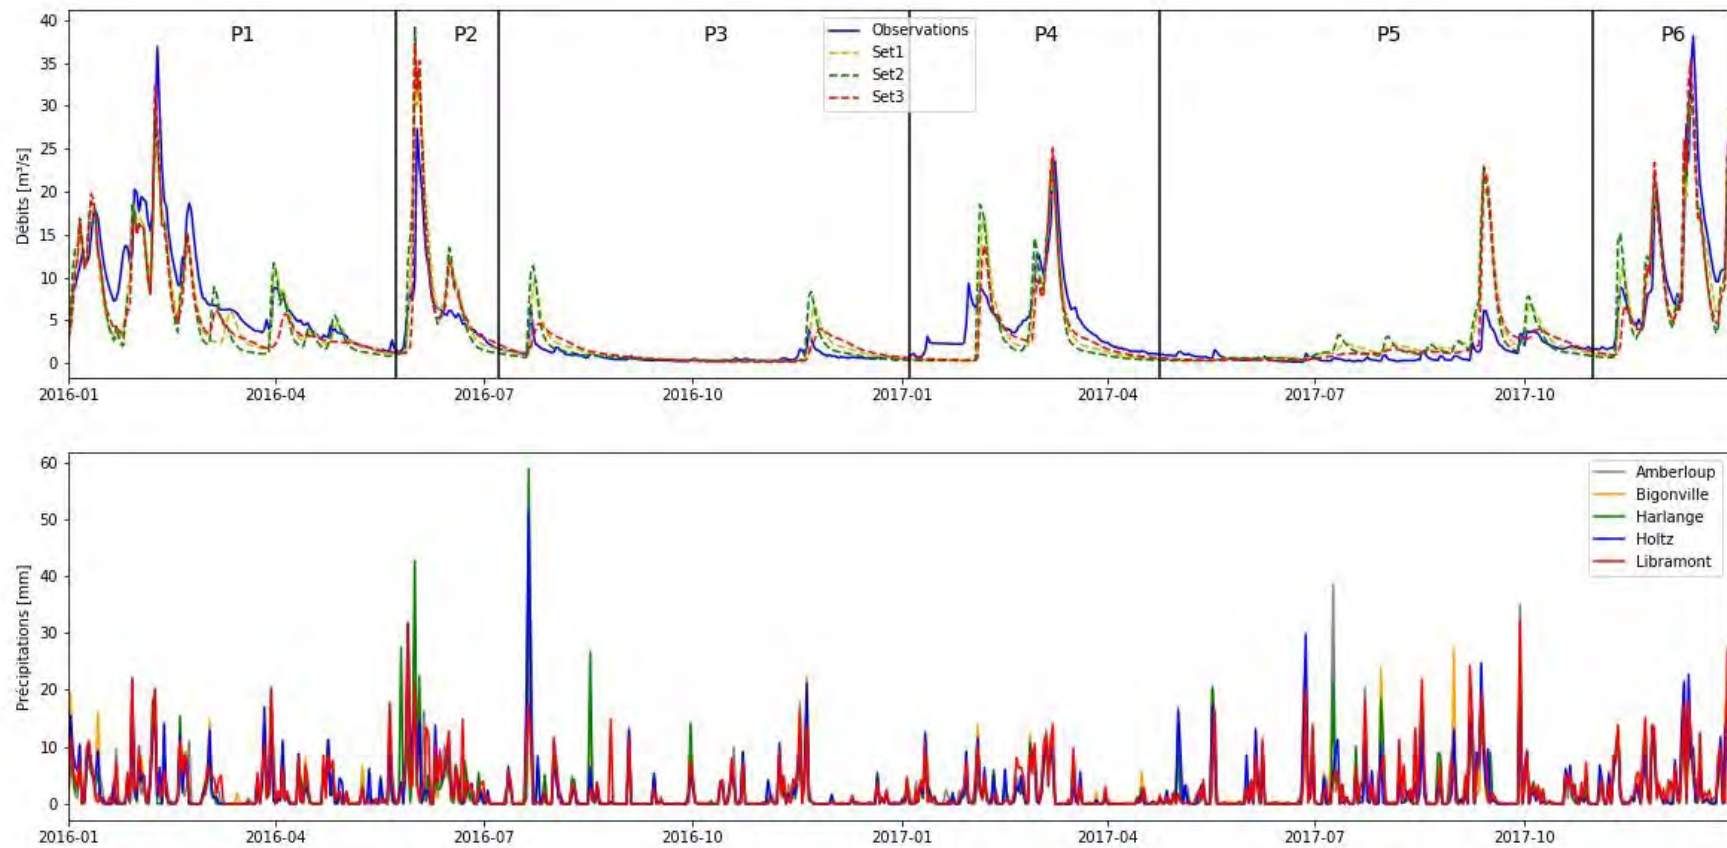 P1
P2
P3
P4
P5
P6
Observations
Set1
Set2
Set3
Débits [m³/s]
40
35
30
25
20
15
10
5
0
2016-01
2016-04
2016-07
2016-10
2017-01
2017-04
2017-07
2017-10
Précipitations [mm]
60
50
40
30
20
10
0
Amberloup
Bigonville
Harlange
Holtz
Libramont
2016-01
2016-04
2016-07
2016-10
2017-01
2017-04
2017-07
2017-10